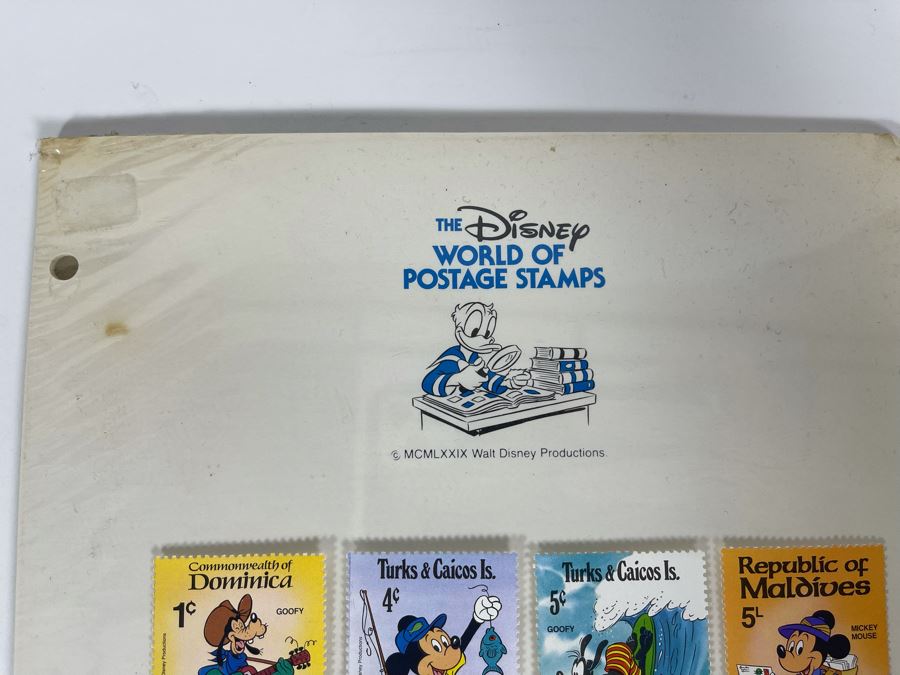 THE Disney
WORLD OF
POSTAGE STAMPS
© MCMLXXIX Walt Disney Productions.
Commonwealth of
Dominica
1¢
GOOFY
Turks & Caicos Is.
4¢
Turks & Caicos Is.
5¢
GOOFY
Republic of
Maldives
5L
MICKEY
MOUSE